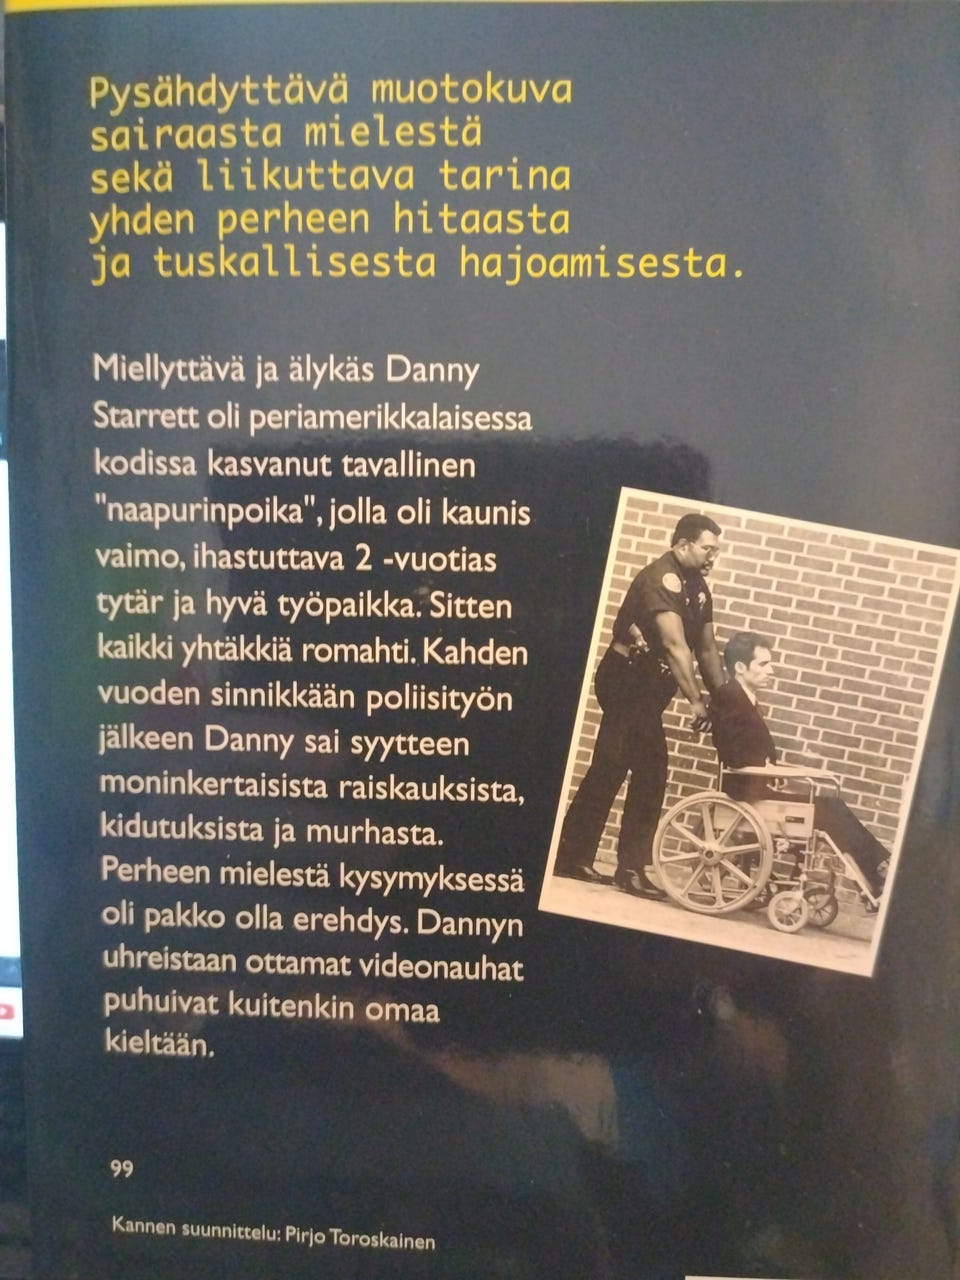 Pysähdyttävä muotokuva
sairaasta mielestä
sekä liikuttava tarina
yhden perheen hitaasta
ja tuskallisesta hajoamisesta.
Miellyttävä ja älykäs Danny
Starrett oli periamerikkalaisessa
kodissa kasvanut tavallinen
"naapurinpoika", jolla oli kaunis
vaimo, ihastuttava 2 -vuotias
tytär ja hyvä työpaikka. Sitten
kaikki yhtäkkiä romahti. Kahden
vuoden sinnikkään poliisityön
jälkeen Danny sai syytteen
moninkertaisista raiskauksista,
kidutuksista ja murhasta.
Perheen mielestä kysymyksessä
oli pakko olla erehdys. Dannyn
uhreistaan ottamat videonauhat
puhuivat kuitenkin omaa
kieltään.
99
Kannen suunnittelu: Pirjo Toroskainen